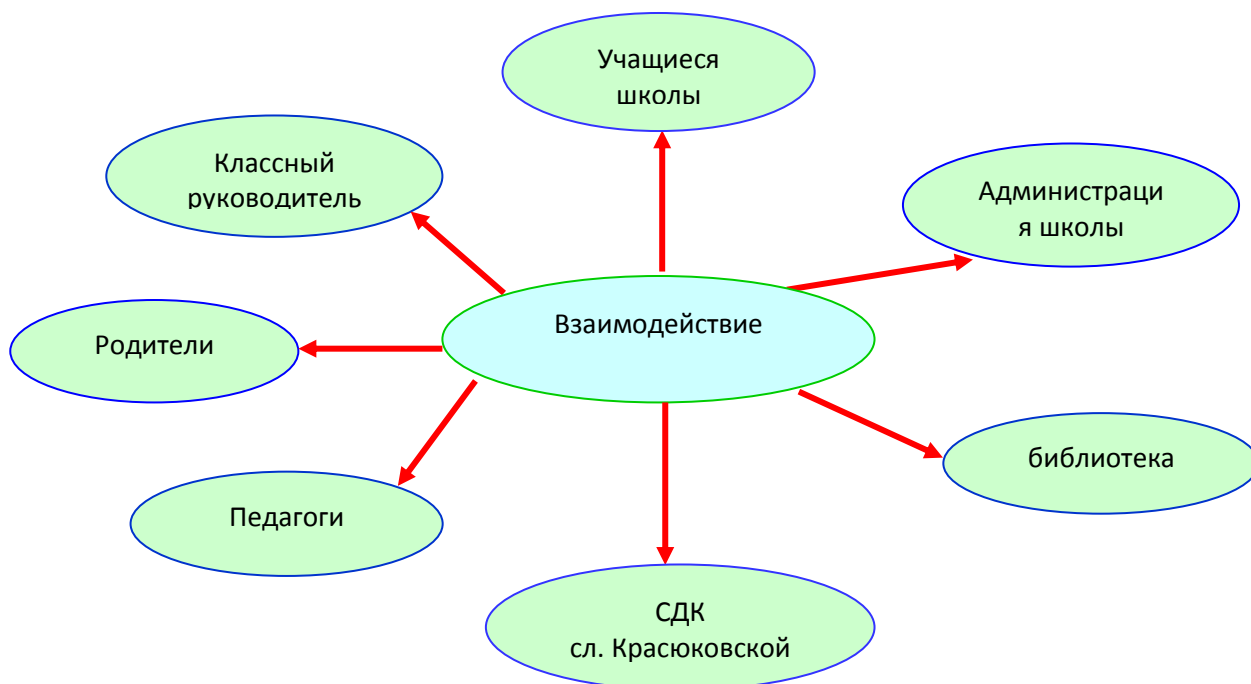 Учащиеся
школы
Классный
руководитель
Администраци
я школы
Взаимодействие
Родители
библиотека
Педагоги
СДК
сл. Красюковской